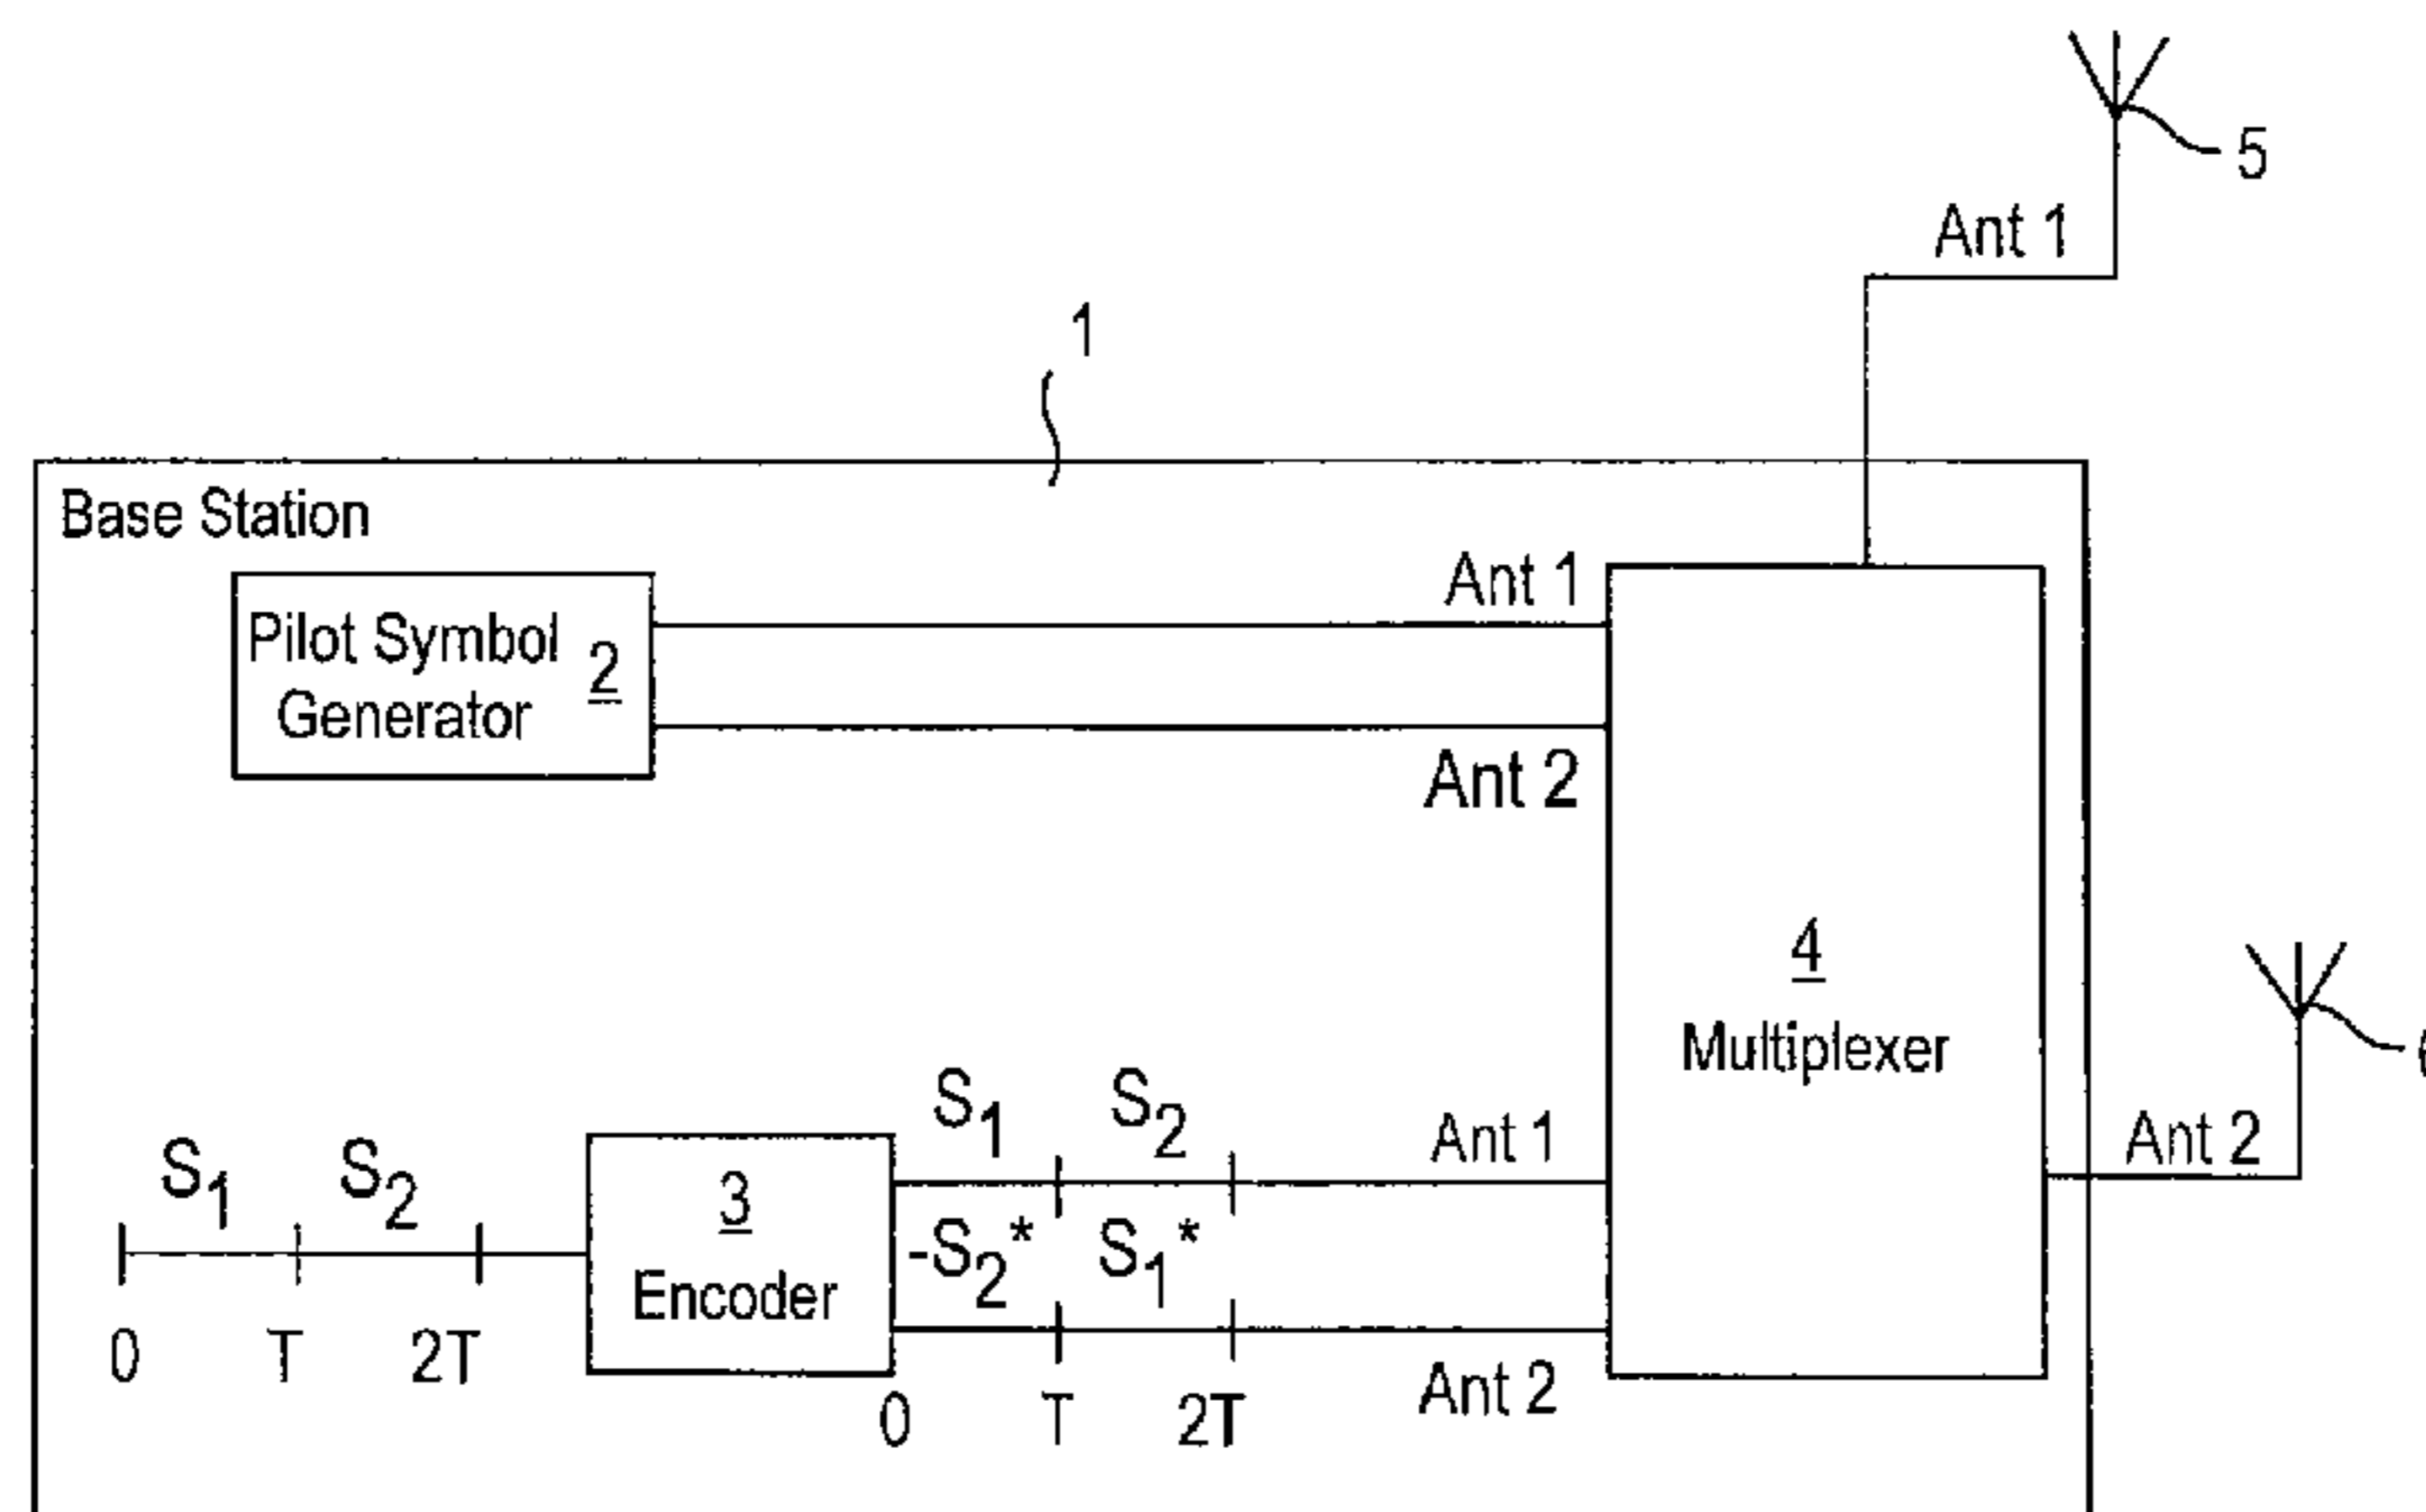 5
Ant 1
1
Base Station
Ant 1
Pilot Symbol
Generator 2
Ant 2
4
Multiplexer
S1 S2 Ant 1
Ant 2
S1 S2
3
Encoder
-S2* S1*
0 T 2T
Ant 2
0 T 2T